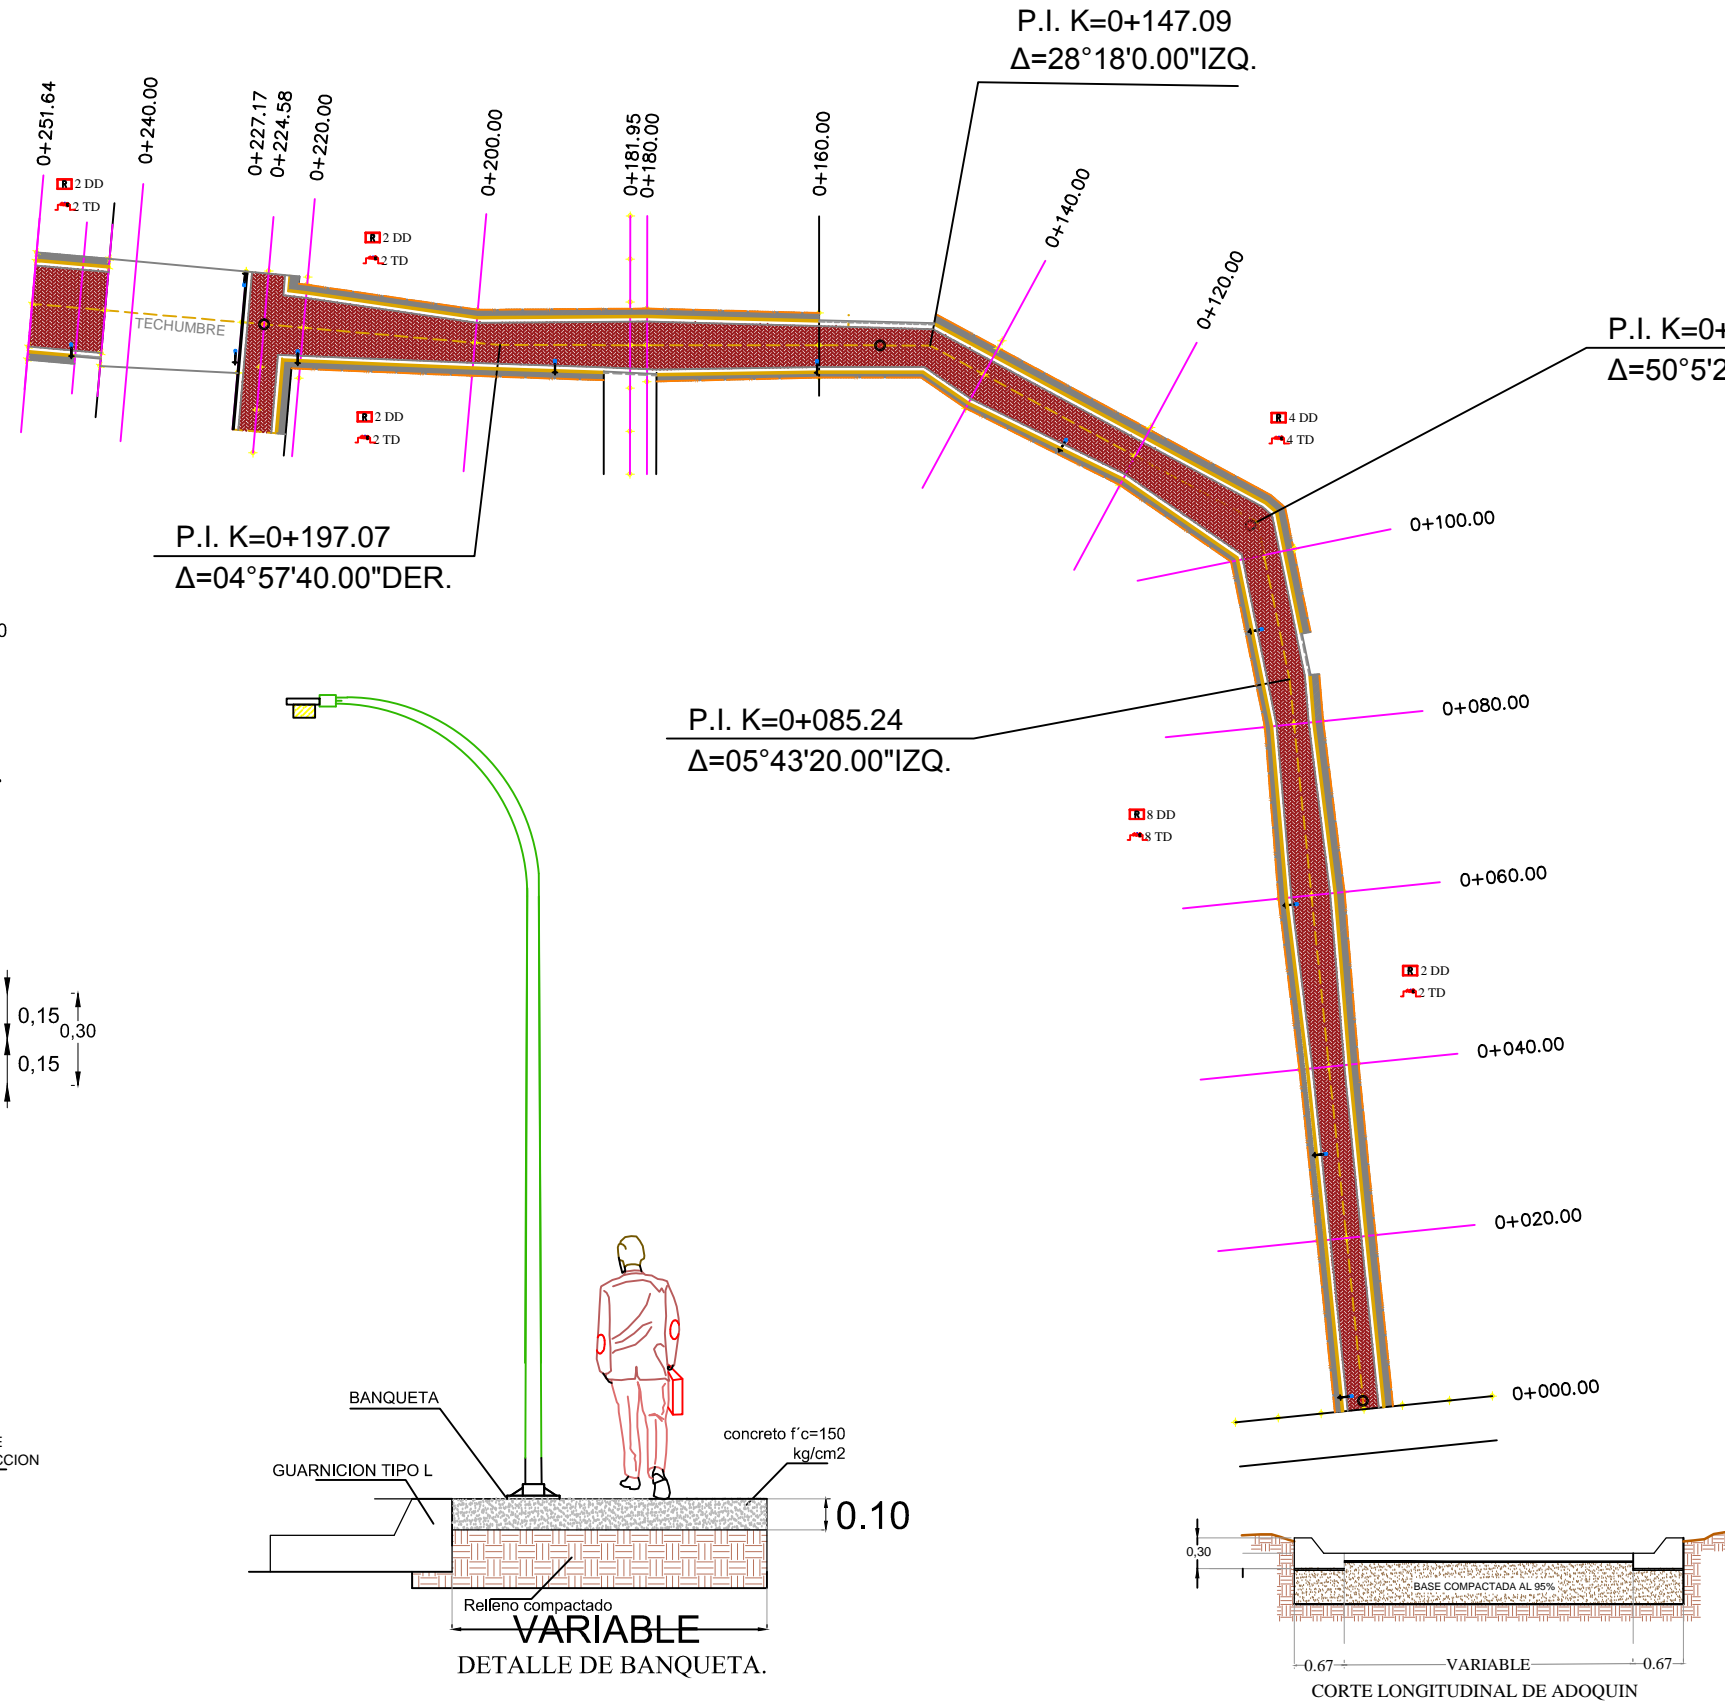 P.I. K=0+147.09
Δ=28°18'0.00"IZQ.
0+251.64
0+240.00
0+227.17
0+224.58
0+220.00
0+200.00
0+181.95
0+180.00
0+160.00
0+140.00
0+120.00
R 2 DD
2 TD
R 2 DD
2 TD
TECHUMBRE
P.I. K=0+
Δ=50°5'2
R 2 DD
2 TD
R 4 DD
4 TD
P.I. K=0+197.07
Δ=04°57'40.00"DER.
0+100.00
0+080.00
P.I. K=0+085.24
Δ=05°43'20.00"IZQ.
R 8 DD
8 TD
0+060.00
R 2 DD
2 TD
0,15
0,30
0,15
0+040.00
0+020.00
0+000.00
BANQUETA
concreto f´c=150
kg/cm2
CCION
GUARNICION TIPO L
0.10
0,30
BASE COMPACTADA AL 95%
Relleno compactado
VARIABLE
DETALLE DE BANQUETA.
0.67
VARIABLE
0.67
CORTE LONGITUDINAL DE ADOQUIN